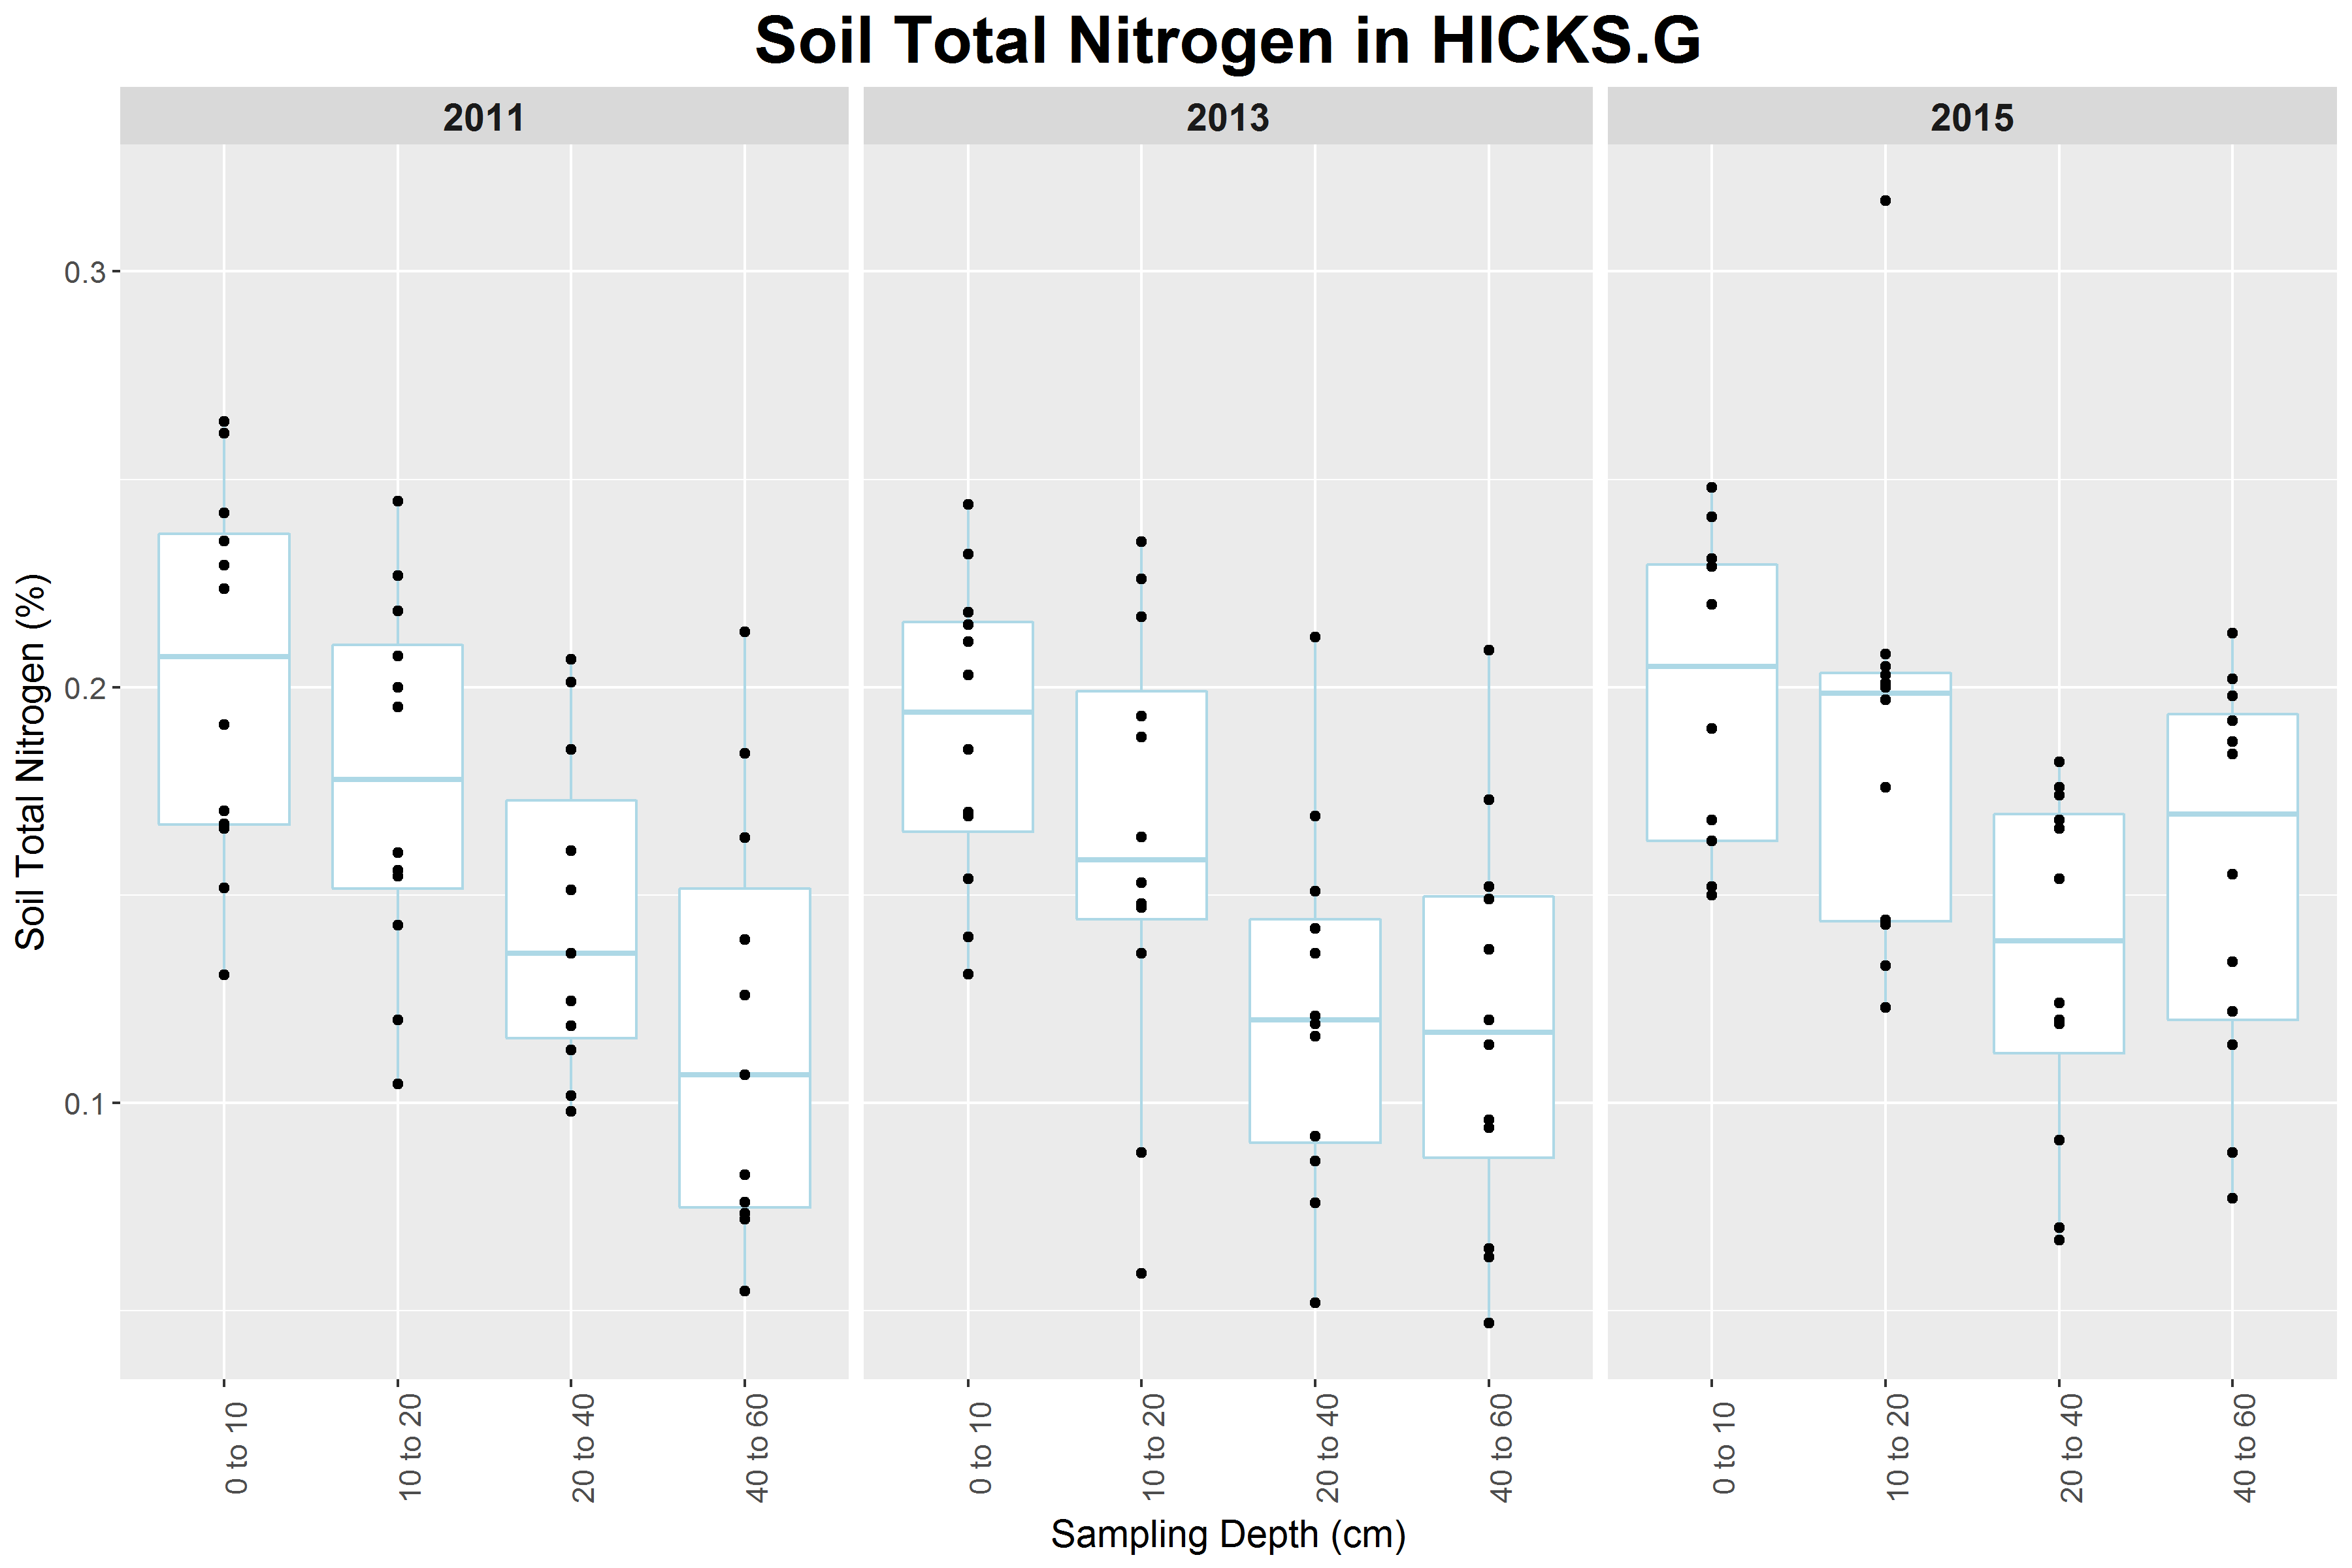 Soil Total Nitrogen in HICKS.G
2011 2013 2015
Soil Total Nitrogen (%)
0.3
0.2
0.1
0 to 10 10 to 20 20 to 40 40 to 60 0 to 10 10 to 20 20 to 40 40 to 60 0 to 10 10 to 20 20 to 40 40 to 60
Sampling Depth (cm)